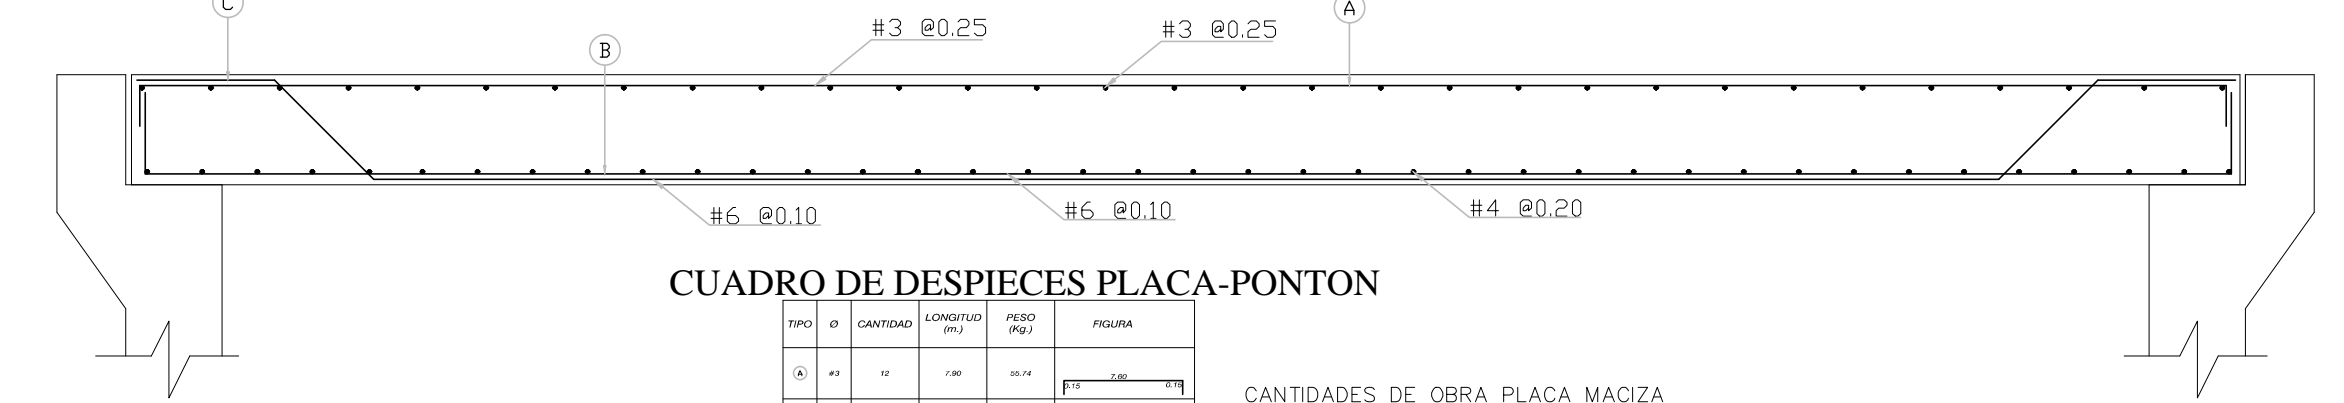 C
#3 @0.25
#3 @0.25
A
B
#6 @0.10
#6 @0.10
#4 @0.20
CUADRO DE DESPIECES PLACA-PONTON
TIPO Ø CANTIDAD LONGITUD (m.) PESO (Kg.) FIGURA
A #3 12 7.90 55.74 0.15 7.60 0.15
CANTIDADES DE OBRA PLACA MACIZA